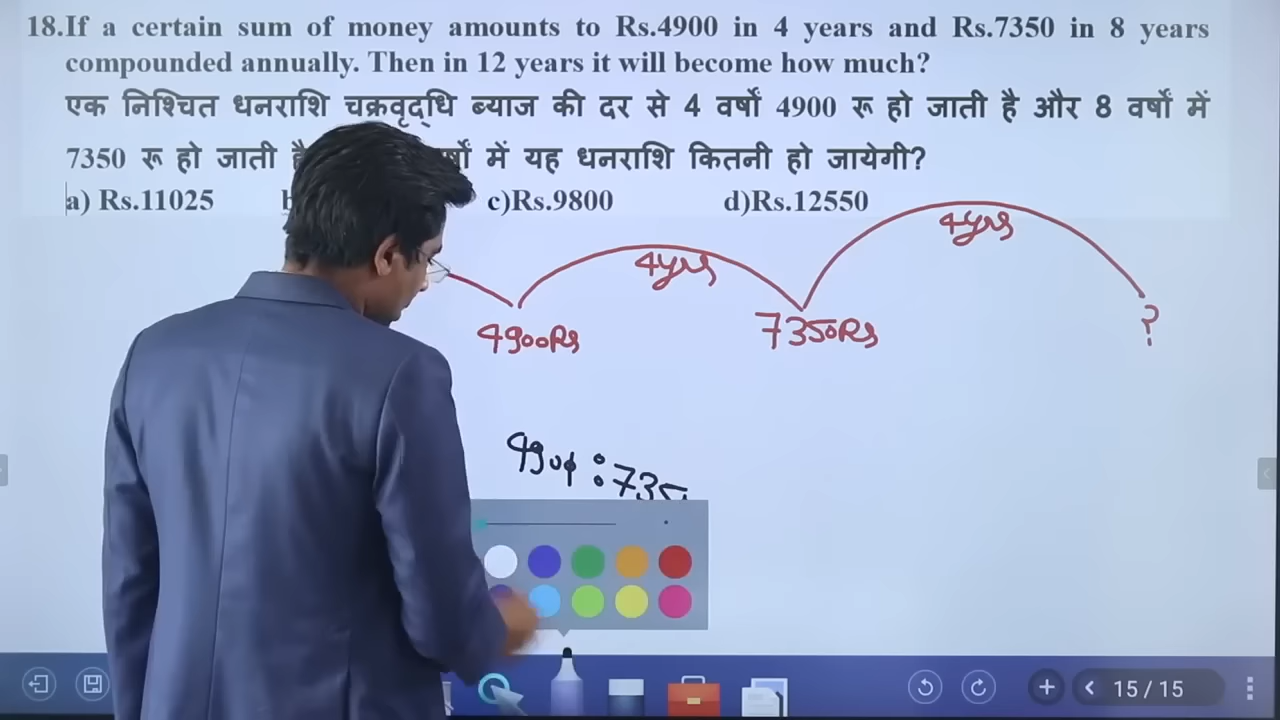 18.If a certain sum of money amounts to Rs.4900 in 4 years and Rs.7350 in 8 years
compounded annually. Then in 12 years it will become how much?
एक निश्चित धनराशि चक्रवृद्धि ब्याज की दर से 4 वर्षों 4900 रू हो जाती है और 8 वर्षों में
7350 रू हो जाती में यह धनराशि कितनी हो जायेगी?
a) Rs.11025 c)Rs.9800 d)Rs.12550
4yrs
4yrs
4900Rs 7350Rs ?
15 / 15